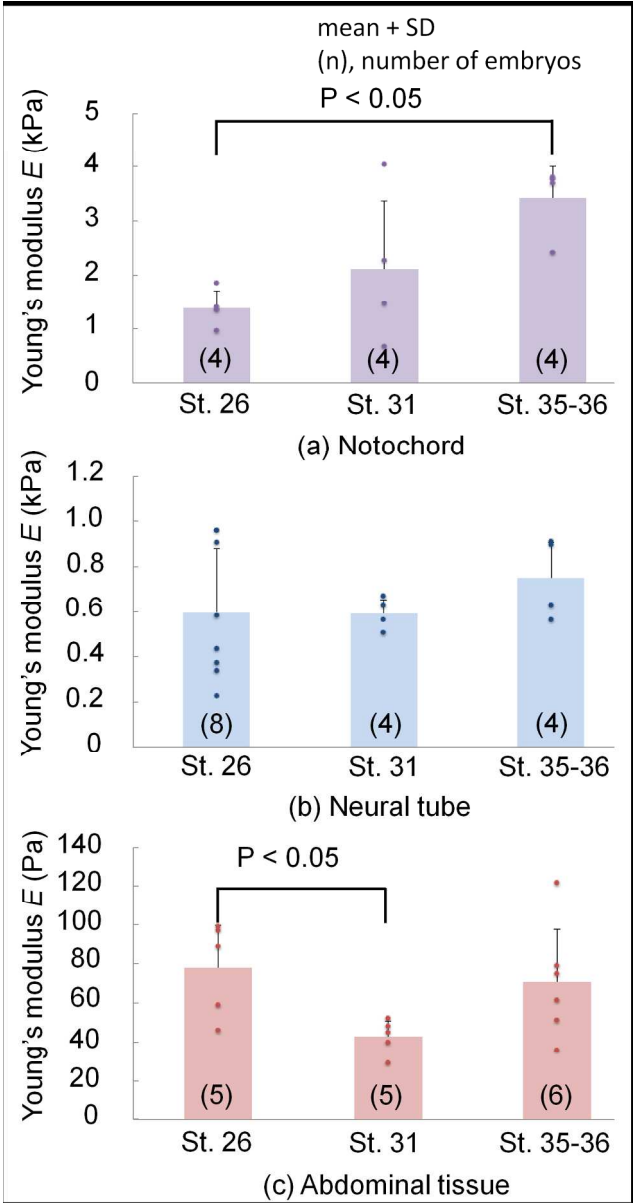 mean + SD
(n), number of embryos
P < 0.05
Young's modulus E (kPa)
5
4
3
2
1
0
(4)
(4)
(4)
St. 26
St. 31
St. 35-36
(a) Notochord
Young's modulus E (kPa)
1.2
1.0
0.8
0.6
0.4
0.2
0
(8)
(4)
(4)
St. 26
St. 31
St. 35-36
(b) Neural tube
Young's modulus E (Pa)
140
120
100
80
60
40
20
0
P < 0.05
(5)
(5)
(6)
St. 26
St. 31
St. 35-36
(c) Abdominal tissue